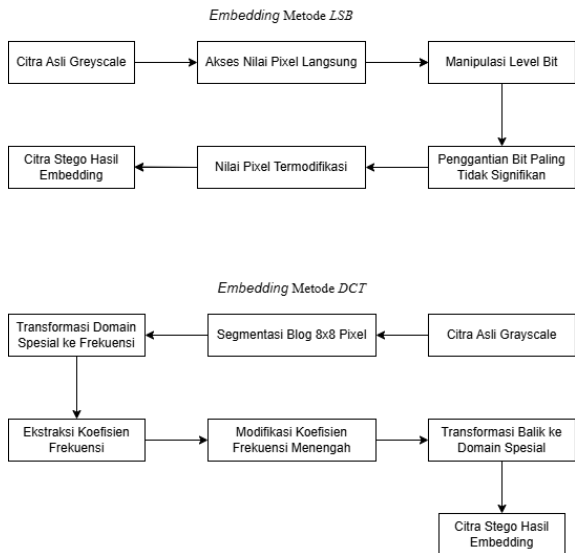 Embedding Metode LSB
Citra Asli Greyscale
Akses Nilai Pixel Langsung
Manipulasi Level Bit
Penggantian Bit Paling
Tidak Signifikan
Nilai Pixel Termodifikasi
Citra Stego Hasil
Embedding
Embedding Metode DCT
Citra Asli Grayscale
Segmentasi Blog 8x8 Pixel
Transformasi Domain
Spesial ke Frekuensi
Ekstraksi Koefisien
Frekuensi
Modifikasi Koefisien
Frekuensi Menengah
Transformasi Balik ke
Domain Spesial
Citra Stego Hasil
Embedding